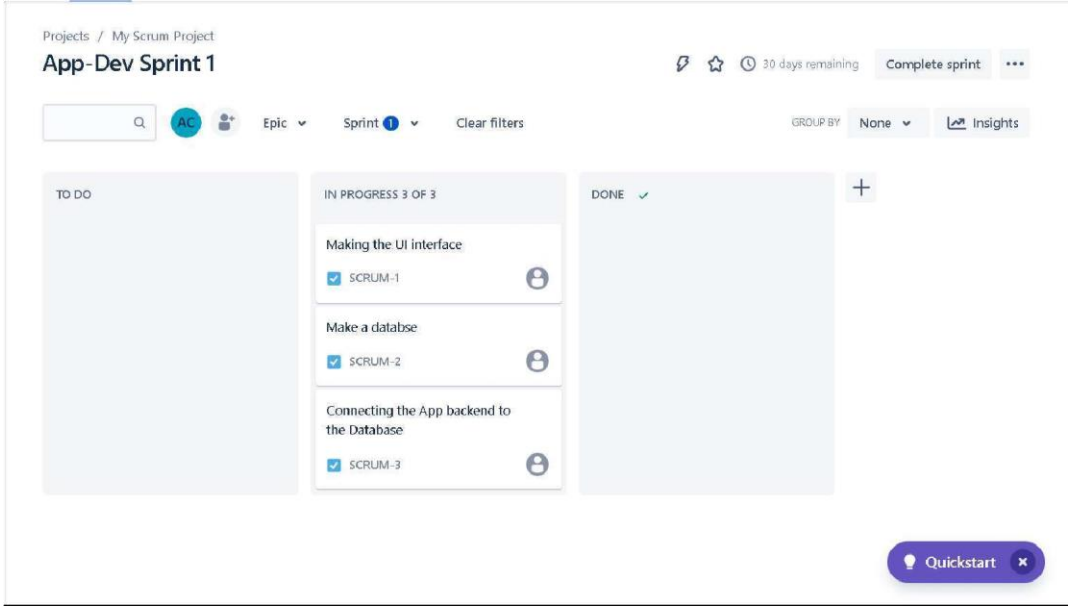 Projects / My Scrum Project
App-Dev Sprint 1
30 days remaining
Complete sprint
AC
Epic
Sprint 1
Clear filters
GROUP BY
None
Insights
TO DO
IN PROGRESS 3 OF 3
Making the UI interface
SCRUM-1
Make a databse
SCRUM-2
Connecting the App backend to
the Database
SCRUM-3
DONE
Quickstart